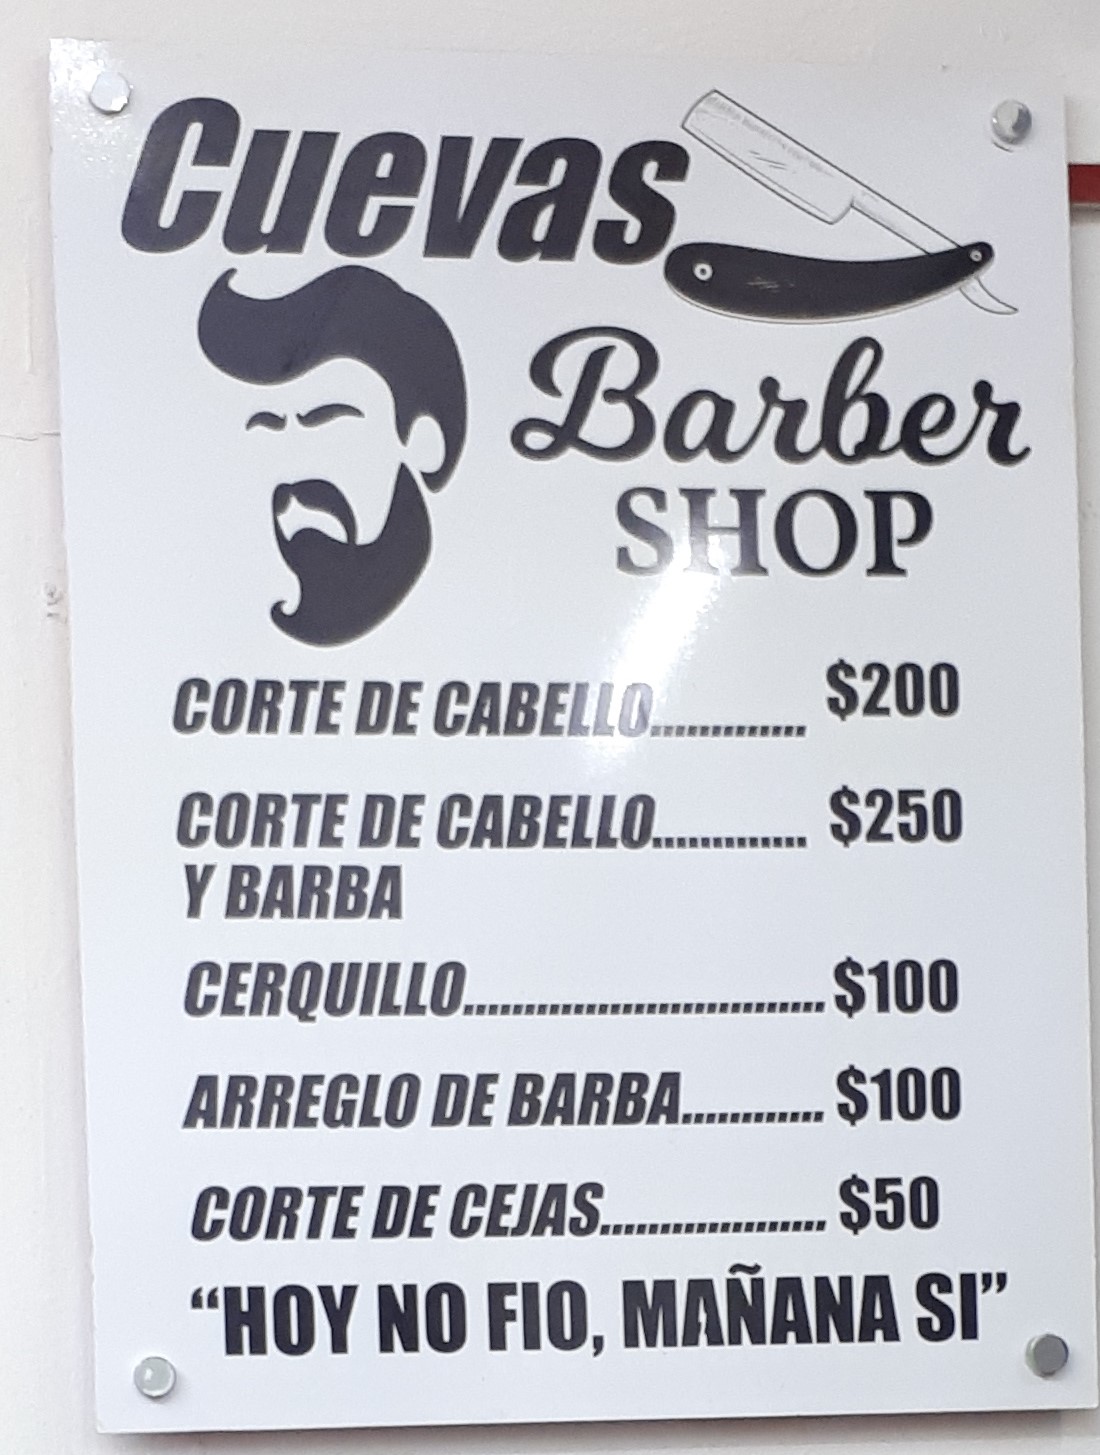 Cuevas
Barber
SHOP
CORTE DE CABELLO............. $200
CORTE DE CABELLO............. $250
Y BARBA
CERQUILLO.............................. $100
ARREGLO DE BARBA............ $100
CORTE DE CEJAS................... $50
“HOY NO FIO, MAÑANA SI”